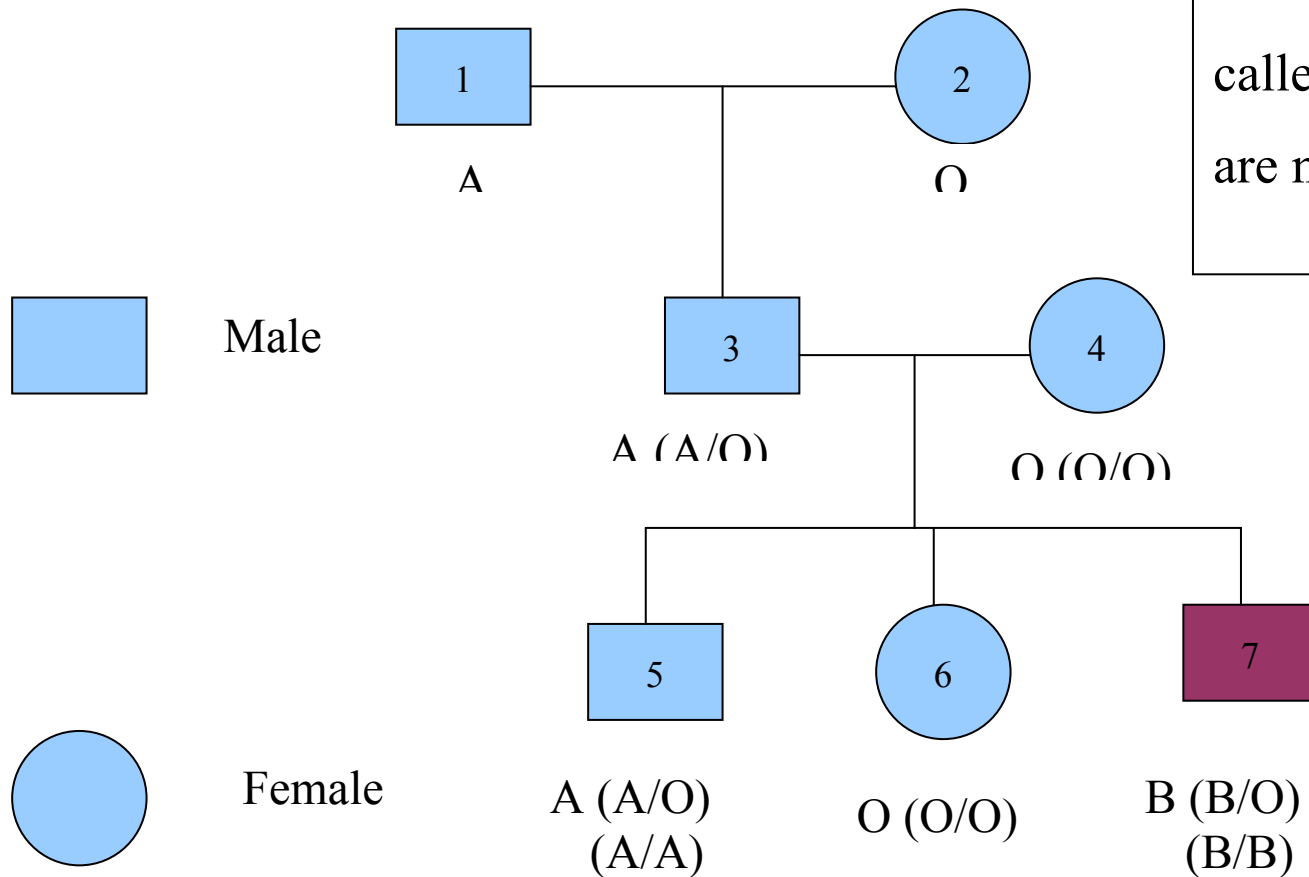 1
2
calle
are n
A
O
Male
3
4
A (A/O)
O (O/O)
5
6
7
Female
A (A/O)
(A/A)
O (O/O)
B (B/O)
(B/B)